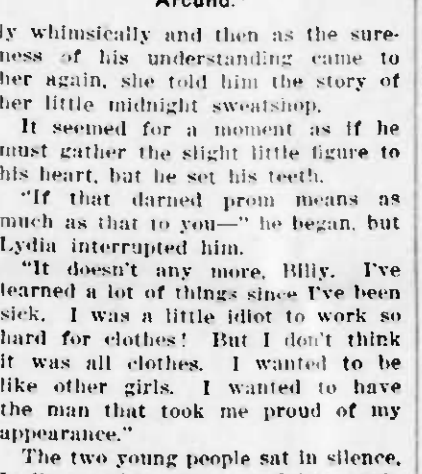 Around."
ly whimsically and then as the sure-
ness of his understanding came to
her again, she told him the story of
her little midnight sweatshop.
It seemed for a moment as if he
must gather the slight little figure to
his heart, but he set his teeth.
"If that darned prom means as
much as that to you—" he began, but
Lydia interrupted him.
"It doesn't any more, Billy. I've
learned a lot of things since I've been
sick. I was a little idiot to work so
hard for clothes! But I don't think
it was all clothes. I wanted to be
like other girls. I wanted to have
the man that took me proud of my
appearance."
The two young people sat in silence,